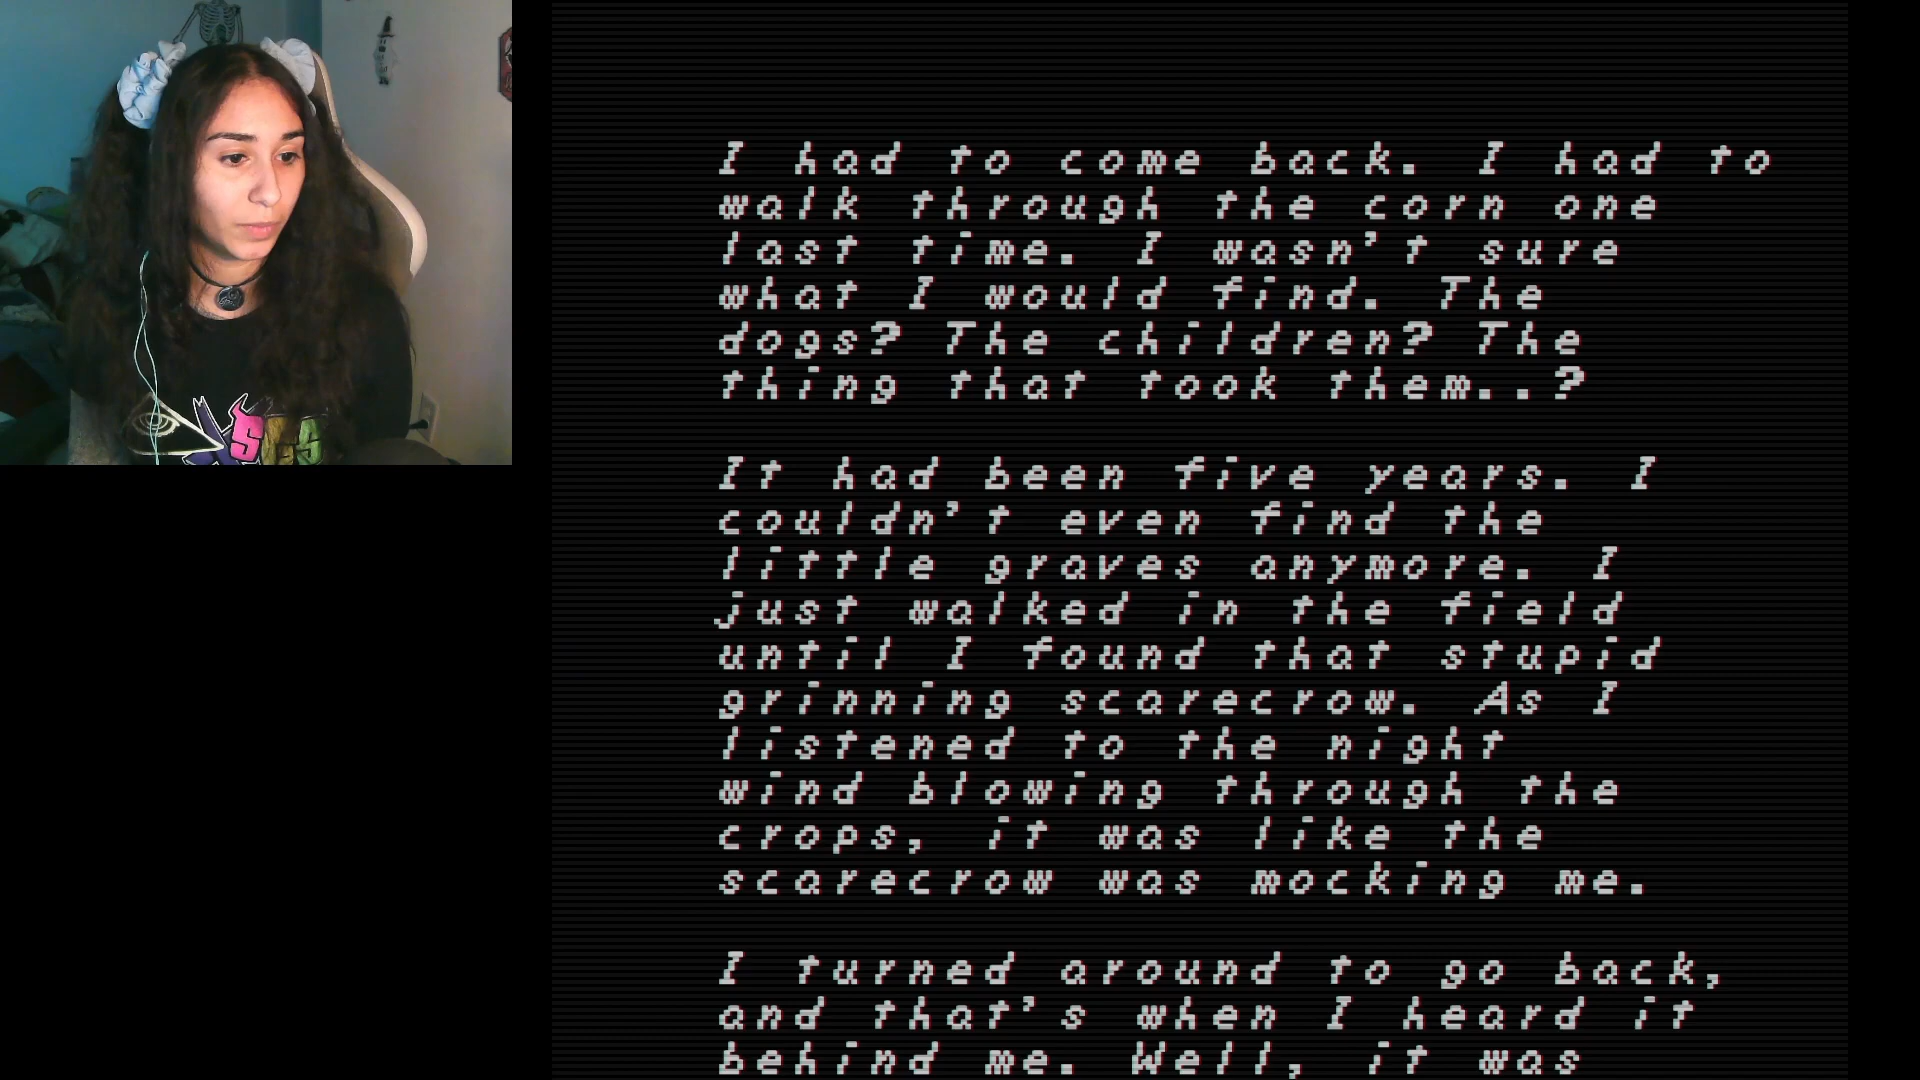 I had to come back. I had to
walk through the corn one
last time. I wasn't sure
what I would find. The
dogs? The children? The
thing that took them..?
It had been five years. I
couldn't even find the
little graves anymore. I
just walked in the field
until I found that stupid
grinning scarecrow. As I
listened to the night
wind blowing through the
crops, it was like the
scarecrow was mocking me.
I turned around to go back,
and that's when I heard it
behind me. Well, it was